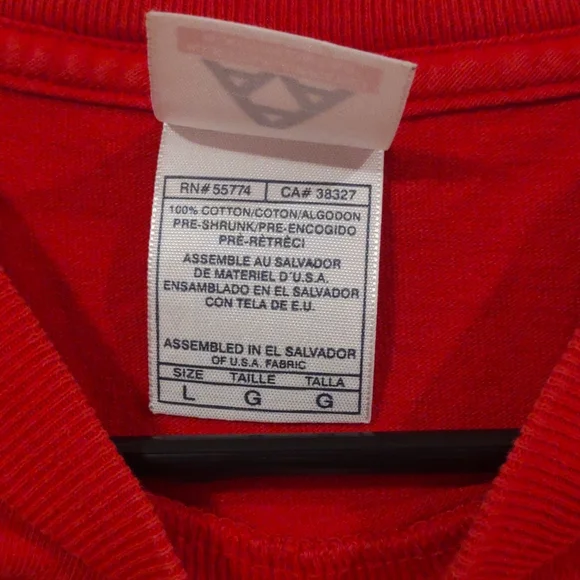 RN# 55774 CA# 38327
100% COTTON/COTON/ALGODON
PRE-SHRUNK/PRE-ENCOGIDO
PRÉ-RÉTRÉCI
ASSEMBLE AU SALVADOR
DE MATERIEL D'U.S.A.
ENSAMBLADO EN EL SALVADOR
CON TELA DE E.U.
ASSEMBLED IN EL SALVADOR
OF U.S.A. FABRIC
SIZE TAILLE TALLA
L G G